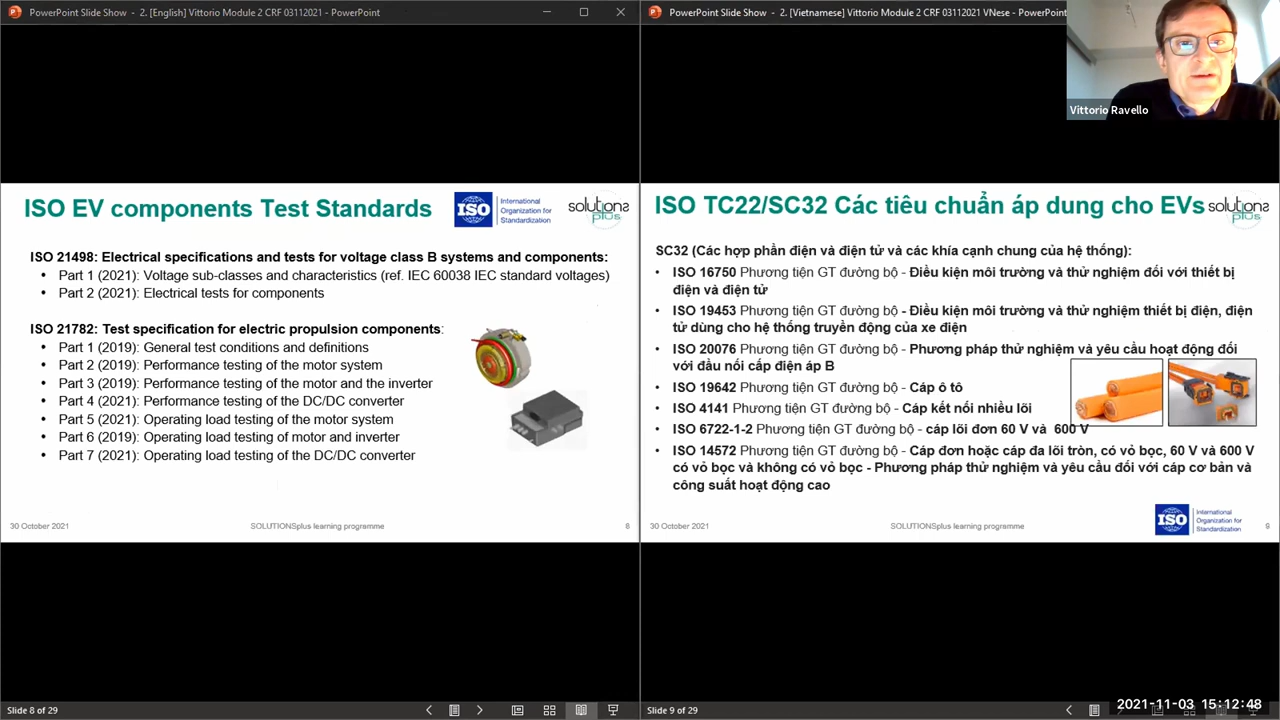 2. [English] Vittorio Module 2 CRF 03112021 - PowerPoint
PowerPoint Slide Show - 2. [English] Vittorio Module 2 CRF 03112021 - PowerPoint
PowerPoint Slide Show - 2. [Vietnamese] Vittorio Module 2 CRF 03112021 VNese - PowerPoint
Vittorio Ravello
ISO EV components Test Standards
ISO
International
Organization for
Standardization
solutions
plus
ISO 21498: Electrical specifications and tests for voltage class B systems and components:
• Part 1 (2021): Voltage sub-classes and characteristics (ref. IEC 60038 IEC standard voltages)
• Part 2 (2021): Electrical tests for components
ISO 21782: Test specification for electric propulsion components:
• Part 1 (2019): General test conditions and definitions
• Part 2 (2019): Performance testing of the motor system
• Part 3 (2019): Performance testing of the motor and the inverter
• Part 4 (2021): Performance testing of the DC/DC converter
• Part 5 (2021): Operating load testing of the motor system
• Part 6 (2019): Operating load testing of motor and inverter
• Part 7 (2021): Operating load testing of the DC/DC converter
30 October 2021
SOLUTIONSplus learning programme
8
ISO TC22/SC32 Các tiêu chuẩn áp dung cho EVs
solutions
plus
SC32 (Các hợp phần điện và điện tử và các khía cạnh chung của hệ thống):
• ISO 16750 Phương tiện GT đường bộ - Điều kiện môi trường và thử nghiệm đối với thiết bị
điện và điện tử
• ISO 19453 Phương tiện GT đường bộ - Điều kiện môi trường và thử nghiệm thiết bị điện, điện
tử dùng cho hệ thống truyền động của xe điện
• ISO 20076 Phương tiện GT đường bộ - Phương pháp thử nghiệm và yêu cầu hoạt động đối
với đầu nối cấp điện áp B
• ISO 19642 Phương tiện GT đường bộ - Cáp ô tô
• ISO 4141 Phương tiện GT đường bộ - Cáp kết nối nhiều lõi
• ISO 6722-1-2 Phương tiện GT đường bộ - cáp lõi đơn 60 V và 600 V
• ISO 14572 Phương tiện GT đường bộ - Cáp đơn hoặc cáp đa lõi tròn, có vỏ bọc, 60 V và 600 V
có vỏ bọc và không có vỏ bọc - Phương pháp thử nghiệm và yêu cầu đối với cáp cơ bản và
công suất hoạt động cao
ISO
International
Organization for
Standardization
30 October 2021
SOLUTIONSplus learning programme
9
Slide 8 of 29
Slide 9 of 29
2021-11-03 15:12:48